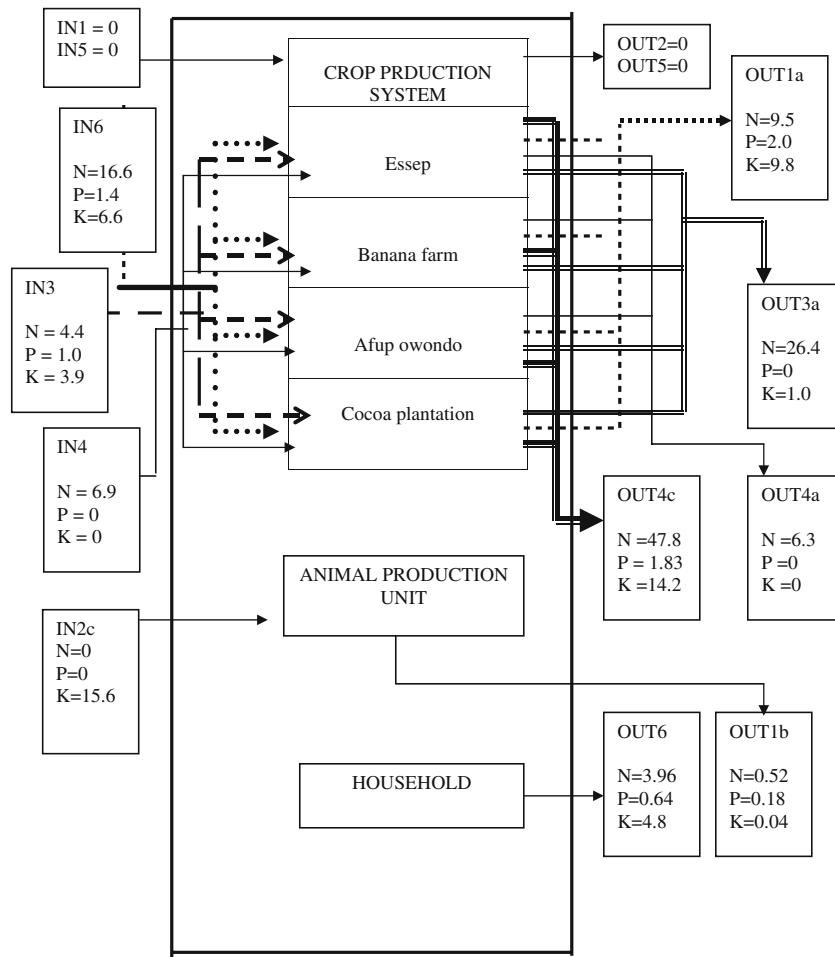 IN1 = 0
IN5 = 0
IN6
N=16.6
P=1.4
K=6.6
IN3
N = 4.4
P = 1.0
K = 3.9
IN4
N = 6.9
P = 0
K = 0
IN2c
N=0
P=0
K=15.6
CROP PRDUCTION
SYSTEM
Essep
Banana farm
Afup owondo
Cocoa plantation
ANIMAL PRODUCTION
UNIT
HOUSEHOLD
OUT2=0
OUT5=0
OUT1a
N=9.5
P=2.0
K=9.8
OUT3a
N=26.4
P=0
K=1.0
OUT4c
N =47.8
P = 1.83
K =14.2
OUT4a
N =6.3
P =0
K =0
OUT6
N=3.96
P=0.64
K=4.8
OUT1b
N=0.52
P=0.18
K=0.04